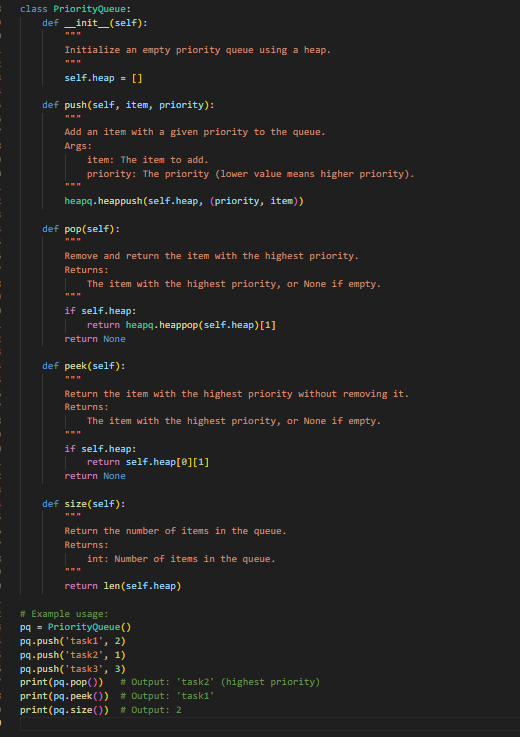 class PriorityQueue:
    def __init__(self):
        """
        Initialize an empty priority queue using a heap.
        """
        self.heap = []
    def push(self, item, priority):
        """
        Add an item with a given priority to the queue.
        Args:
            item: The item to add.
            priority: The priority (lower value means higher priority).
        """
        heapq.heappush(self.heap, (priority, item))
    def pop(self):
        """
        Remove and return the item with the highest priority.
        Returns:
            The item with the highest priority, or None if empty.
        """
        if self.heap:
            return heapq.heappop(self.heap)[1]
        return None
    def peek(self):
        """
        Return the item with the highest priority without removing it.
        Returns:
            The item with the highest priority, or None if empty.
        """
        if self.heap:
            return self.heap[0][1]
        return None
    def size(self):
        """
        Return the number of items in the queue.
        Returns:
            int: Number of items in the queue.
        """
        return len(self.heap)
# Example usage:
pq = PriorityQueue()
pq.push('task1', 2)
pq.push('task2', 1)
pq.push('task3', 3)
print(pq.pop())   # Output: 'task2' (highest priority)
print(pq.peek())  # Output: 'task1'
print(pq.size())  # Output: 2